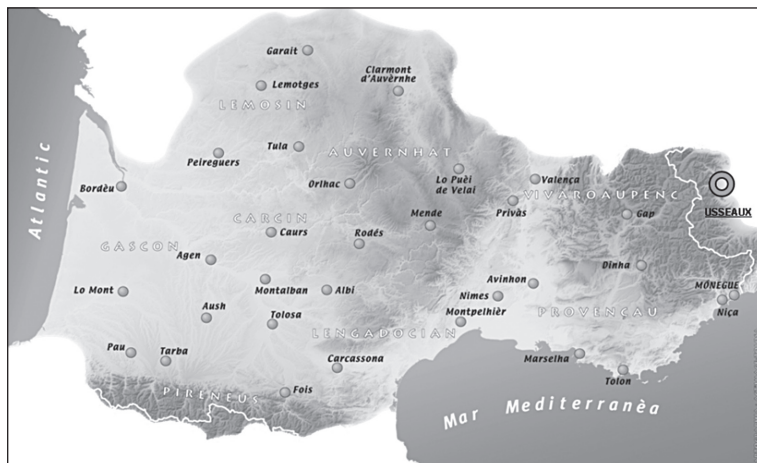 Garait
Clarmont
d'Auvèrnhe
Lemotges
LEMOSIN
Tula
Peireguers
AUVERNHAT
Atlantic
Bordèu
Orlhac
Lo Puèi
de Velai
Valença
VIVAROAUPENC
USSEAUX
Privàs
Gap
Mende
CARCIN
Caurs
Rodés
GASCON
Agen
Dinha
Lo Mont
Montalban
Albi
Avinhon
Nimes
MÓNEGUE
Niça
Aush
Tolosa
Montpelhièr
PROVENÇAU
LENGADOCIAN
Pau
Tarba
Carcassona
Marselha
Tolon
PIRENEUS
Fois
Mar Mediterranèa